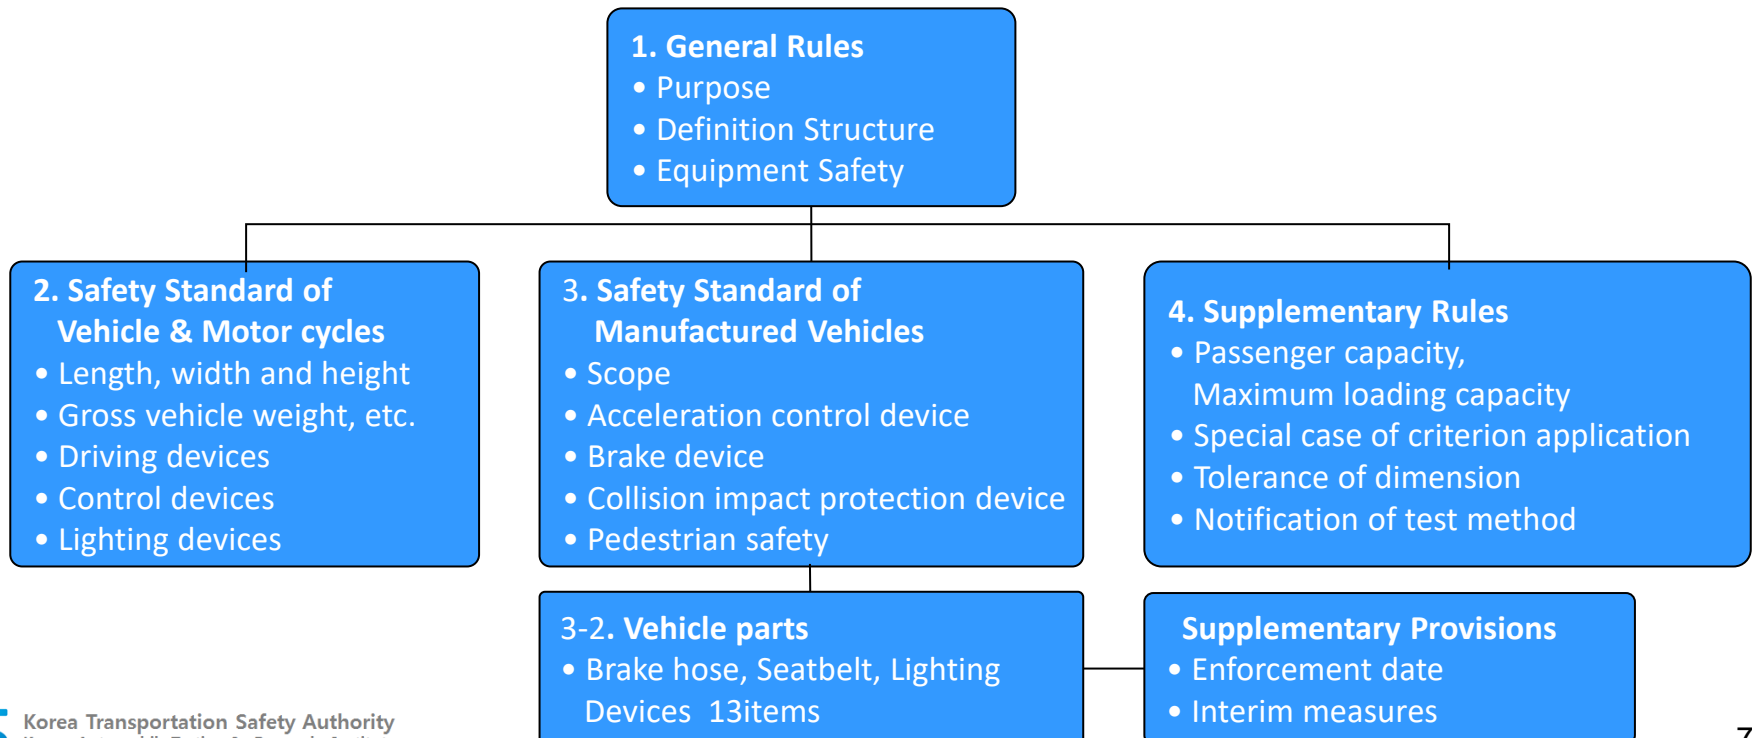 1. General Rules
• Purpose
• Definition Structure
• Equipment Safety
2. Safety Standard of
Vehicle & Motor cycles
• Length, width and height
• Gross vehicle weight, etc.
• Driving devices
• Control devices
• Lighting devices
3. Safety Standard of
Manufactured Vehicles
• Scope
• Acceleration control device
• Brake device
• Collision impact protection device
• Pedestrian safety
4. Supplementary Rules
• Passenger capacity,
Maximum loading capacity
• Special case of criterion application
• Tolerance of dimension
• Notification of test method
3-2. Vehicle parts
• Brake hose, Seatbelt, Lighting
Devices 13items
Supplementary Provisions
• Enforcement date
• Interim measures
Korea Transportation Safety Authority
7